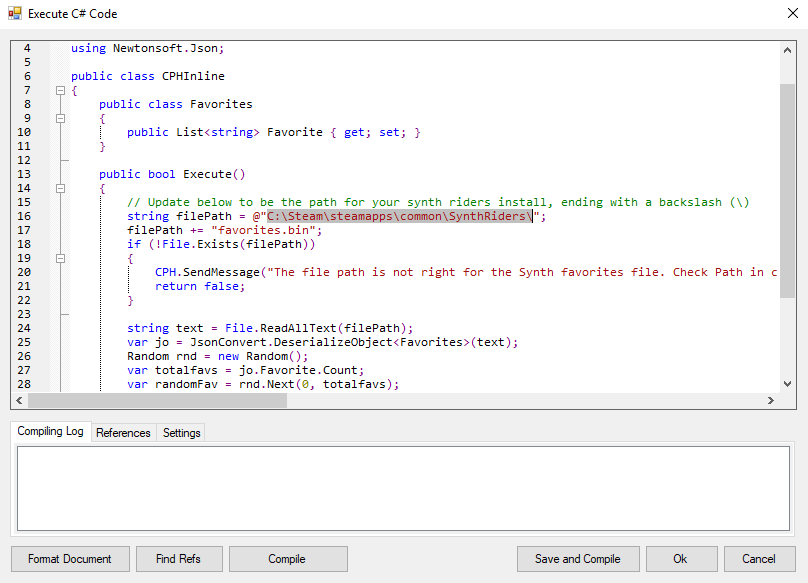 Execute C# Code
4 using Newtonsoft.Json;
5
6 public class CPHInline
7 {
8 public class Favorites
9 {
10 public List<string> Favorite { get; set; }
11 }
12
13 public bool Execute()
14 {
15 // Update below to be the path for your synth riders install, ending with a backslash (\)
16 string filePath = @"C:\Steam\steamapps\common\SynthRiders\";
17 filePath += "favorites.bin";
18 if (!File.Exists(filePath))
19 {
20 CPH.SendMessage("The file path is not right for the Synth favorites file. Check Path in c
21 return false;
22 }
23
24 string text = File.ReadAllText(filePath);
25 var jo = JsonConvert.DeserializeObject<Favorites>(text);
26 Random rnd = new Random();
27 var totalfavs = jo.Favorite.Count;
28 var randomFav = rnd.Next(0, totalfavs);
Compiling Log References Settings
Format Document Find Refs Compile Save and Compile Ok Cancel